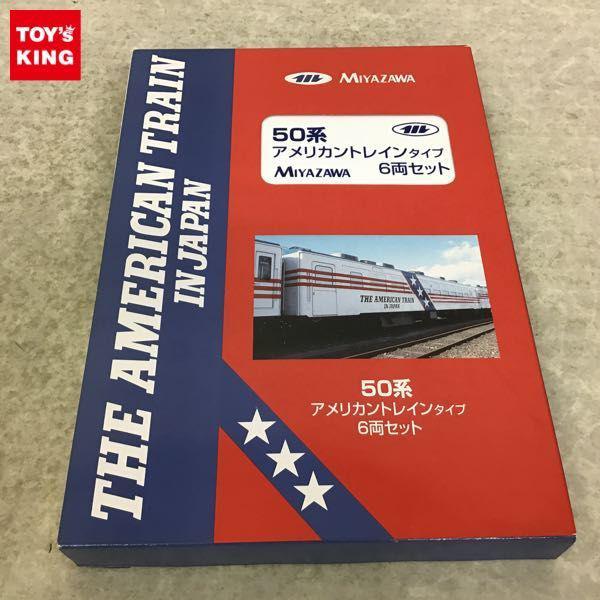 TOY's
KING
THE AMERICAN TRAIN
IN JAPAN
MIYAZAWA
50系
アメリカントレインタイプ
MIYAZAWA 6両セット
THE AMERICAN TRAIN
IN JAPAN
50系
アメリカントレインタイプ
6両セット